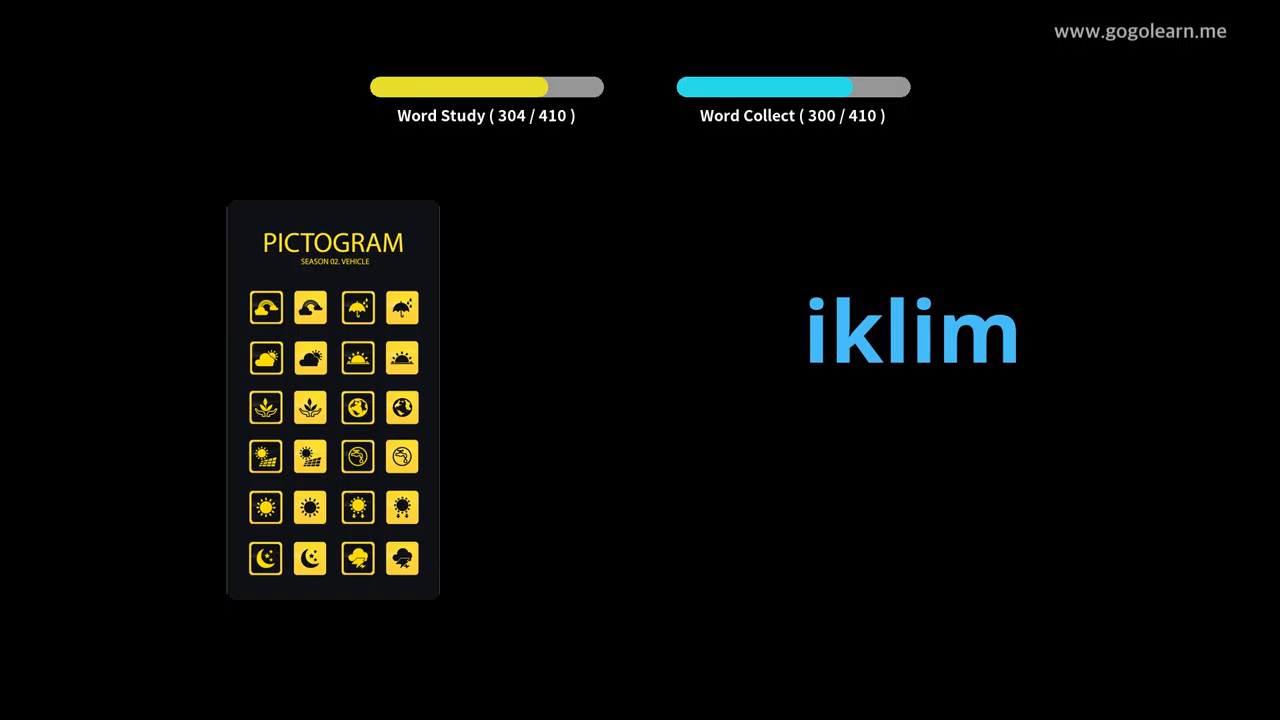 www.gogolearn.me
Word Study ( 304 / 410 )
Word Collect ( 300 / 410 )
PICTOGRAM
SEASON 02. VEHICLE
iklim